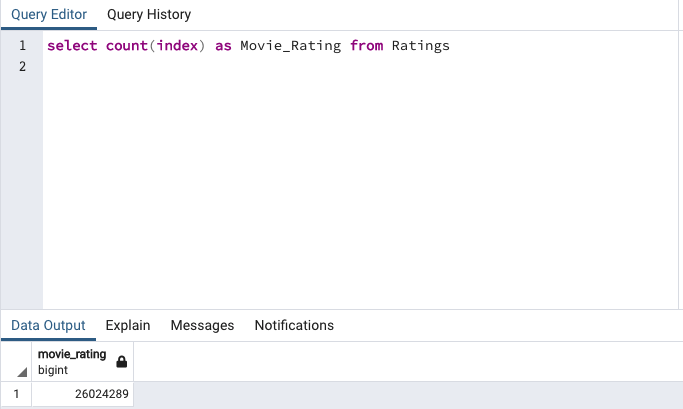 Query Editor Query History
1 select count(index) as Movie_Rating from Ratings
2
Data Output Explain Messages Notifications
movie_rating
bigint
1 26024289